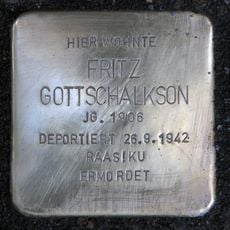 HIER WOHNTE
FRITZ
GOTTSCHALKSON
JG. 1906
DEPORTIERT 26.9.1942
RAASIKU
ERMORDET